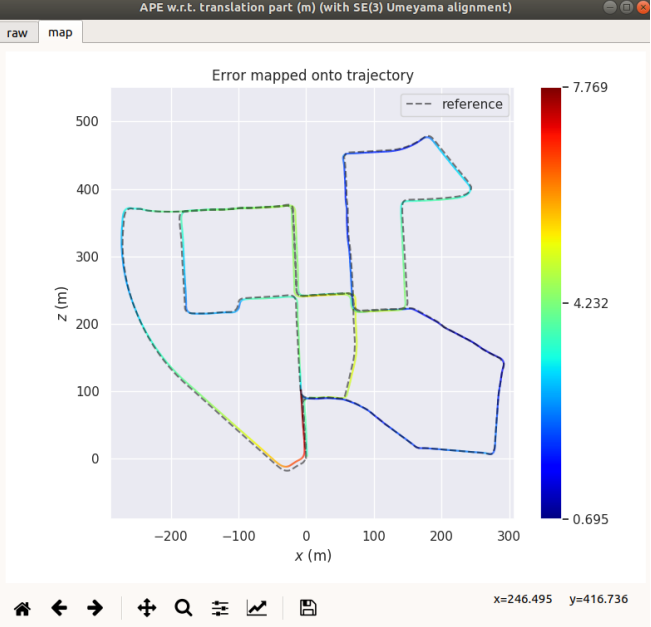 APE w.r.t. translation part (m) (with SE(3) Umeyama alignment)
raw
map
Error mapped onto trajectory
reference
7.769
4.232
0.695
500
400
300
200
100
0
z (m)
−200
−100
0
100
200
300
x (m)
x=246.495 y=416.736